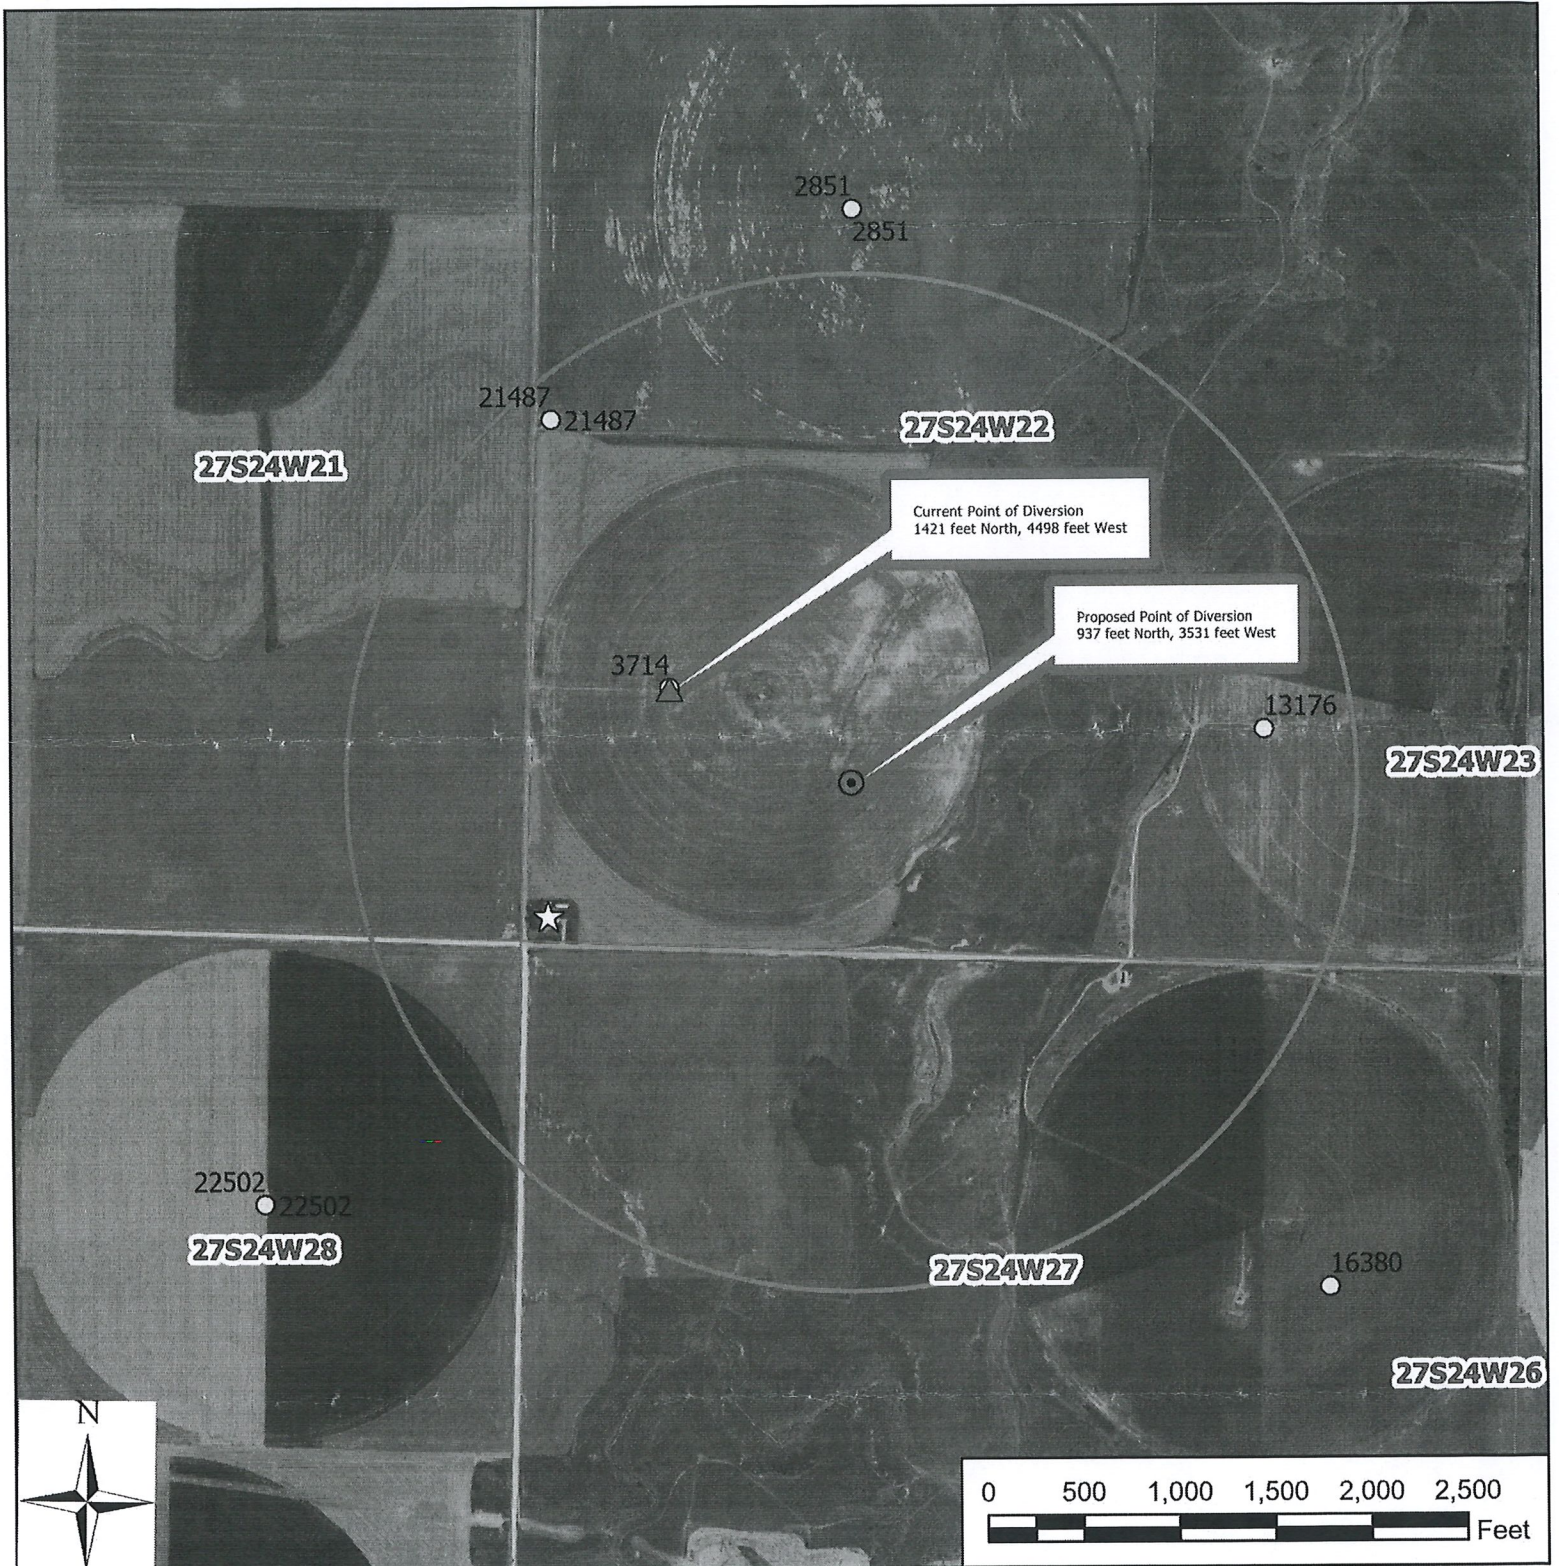 2851
2851
21487
21487
27S24W22
27S24W21
Current Point of Diversion
1421 feet North, 4498 feet West
Proposed Point of Diversion
937 feet North, 3531 feet West
3714
13176
27S24W23
22502
22502
27S24W28
27S24W27
16380
27S24W26
N
0 500 1,000 1,500 2,000 2,500
Feet